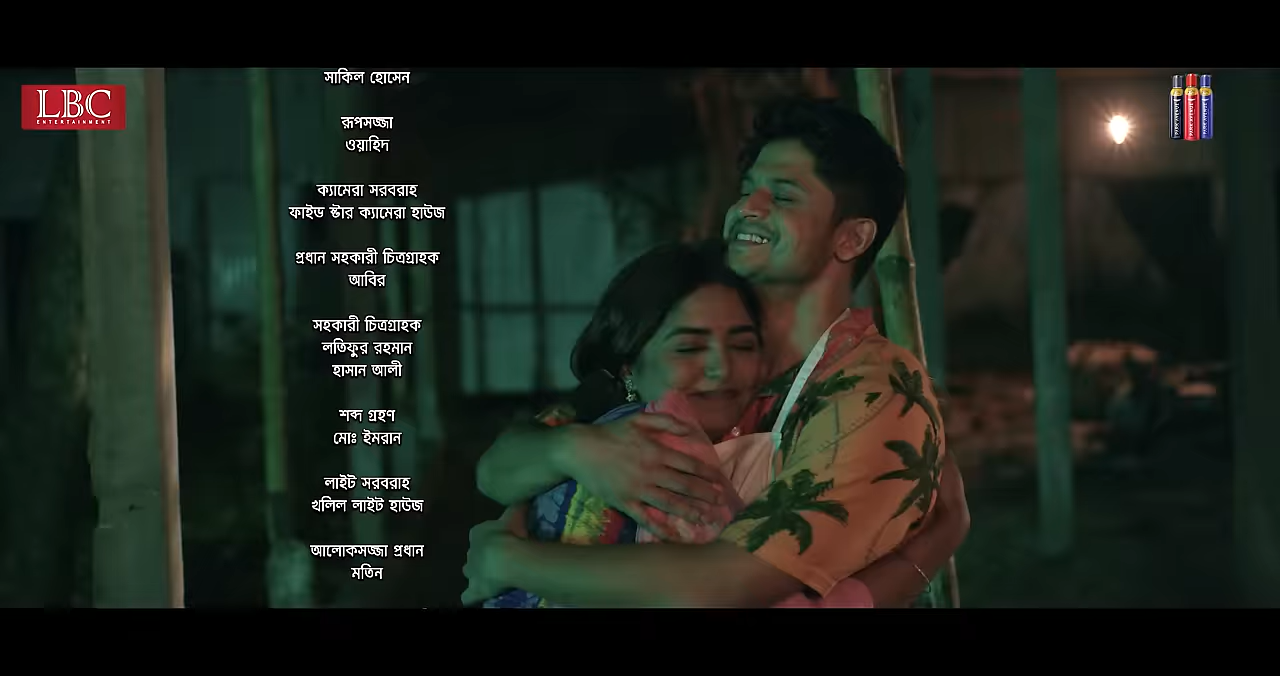 LBC
ENTERTAINMENT
সাকিল হোসেন
রূপসজ্জা
ওয়াহিদ
ক্যামেরা সরবরাহ
ফাইভ স্টার ক্যামেরা হাউজ
প্রধান সহকারী চিত্রগ্রাহক
আবির
সহকারী চিত্রগ্রাহক
লতিফুর রহমান
হাসান আলী
শব্দ গ্রহণ
মোঃ ইমরান
লাইট সরবরাহ
খলিল লাইট হাউজ
আলোকসজ্জা প্রধান
মতিন